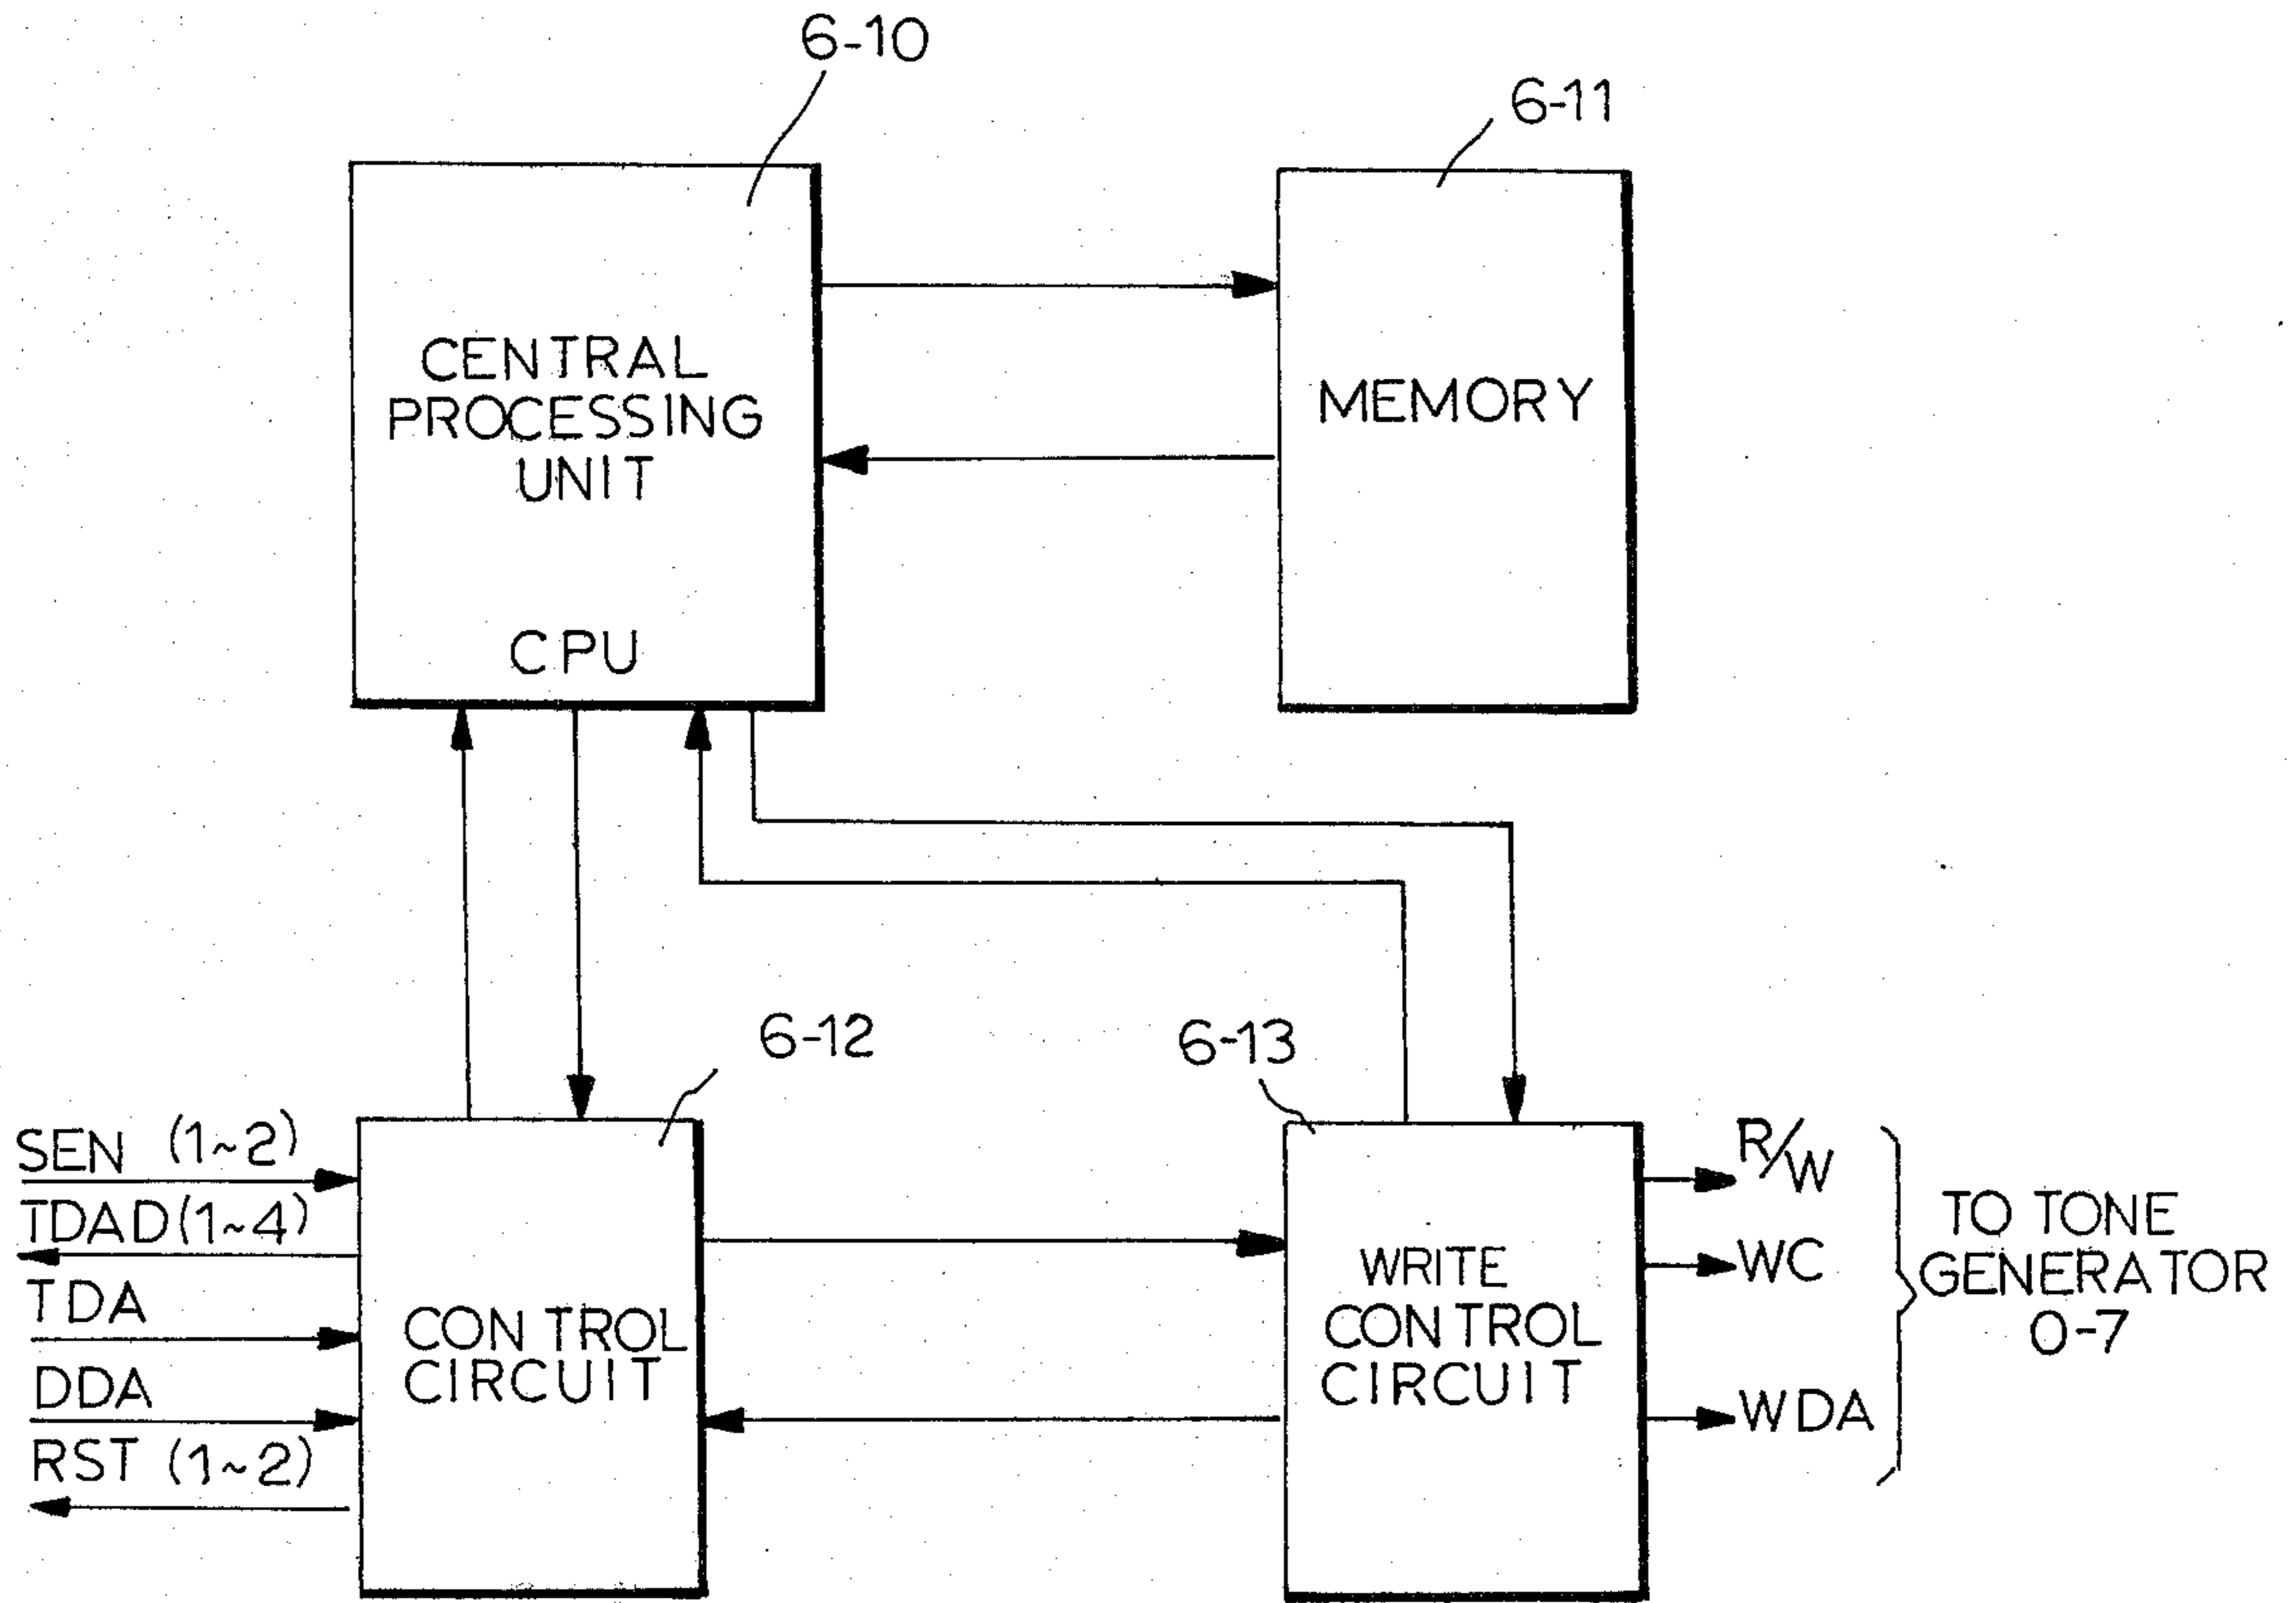 6-10
6-11
CENTRAL
PROCESSING
UNIT
CPU
MEMORY
6-12
6-13
SEN (1~2)
TDAD (1~4)
TDA
DDA
RST (1~2)
CONTROL
CIRCUIT
WRITE
CONTROL
CIRCUIT
R/W
WC
WDA
TO TONE
GENERATOR
0-7